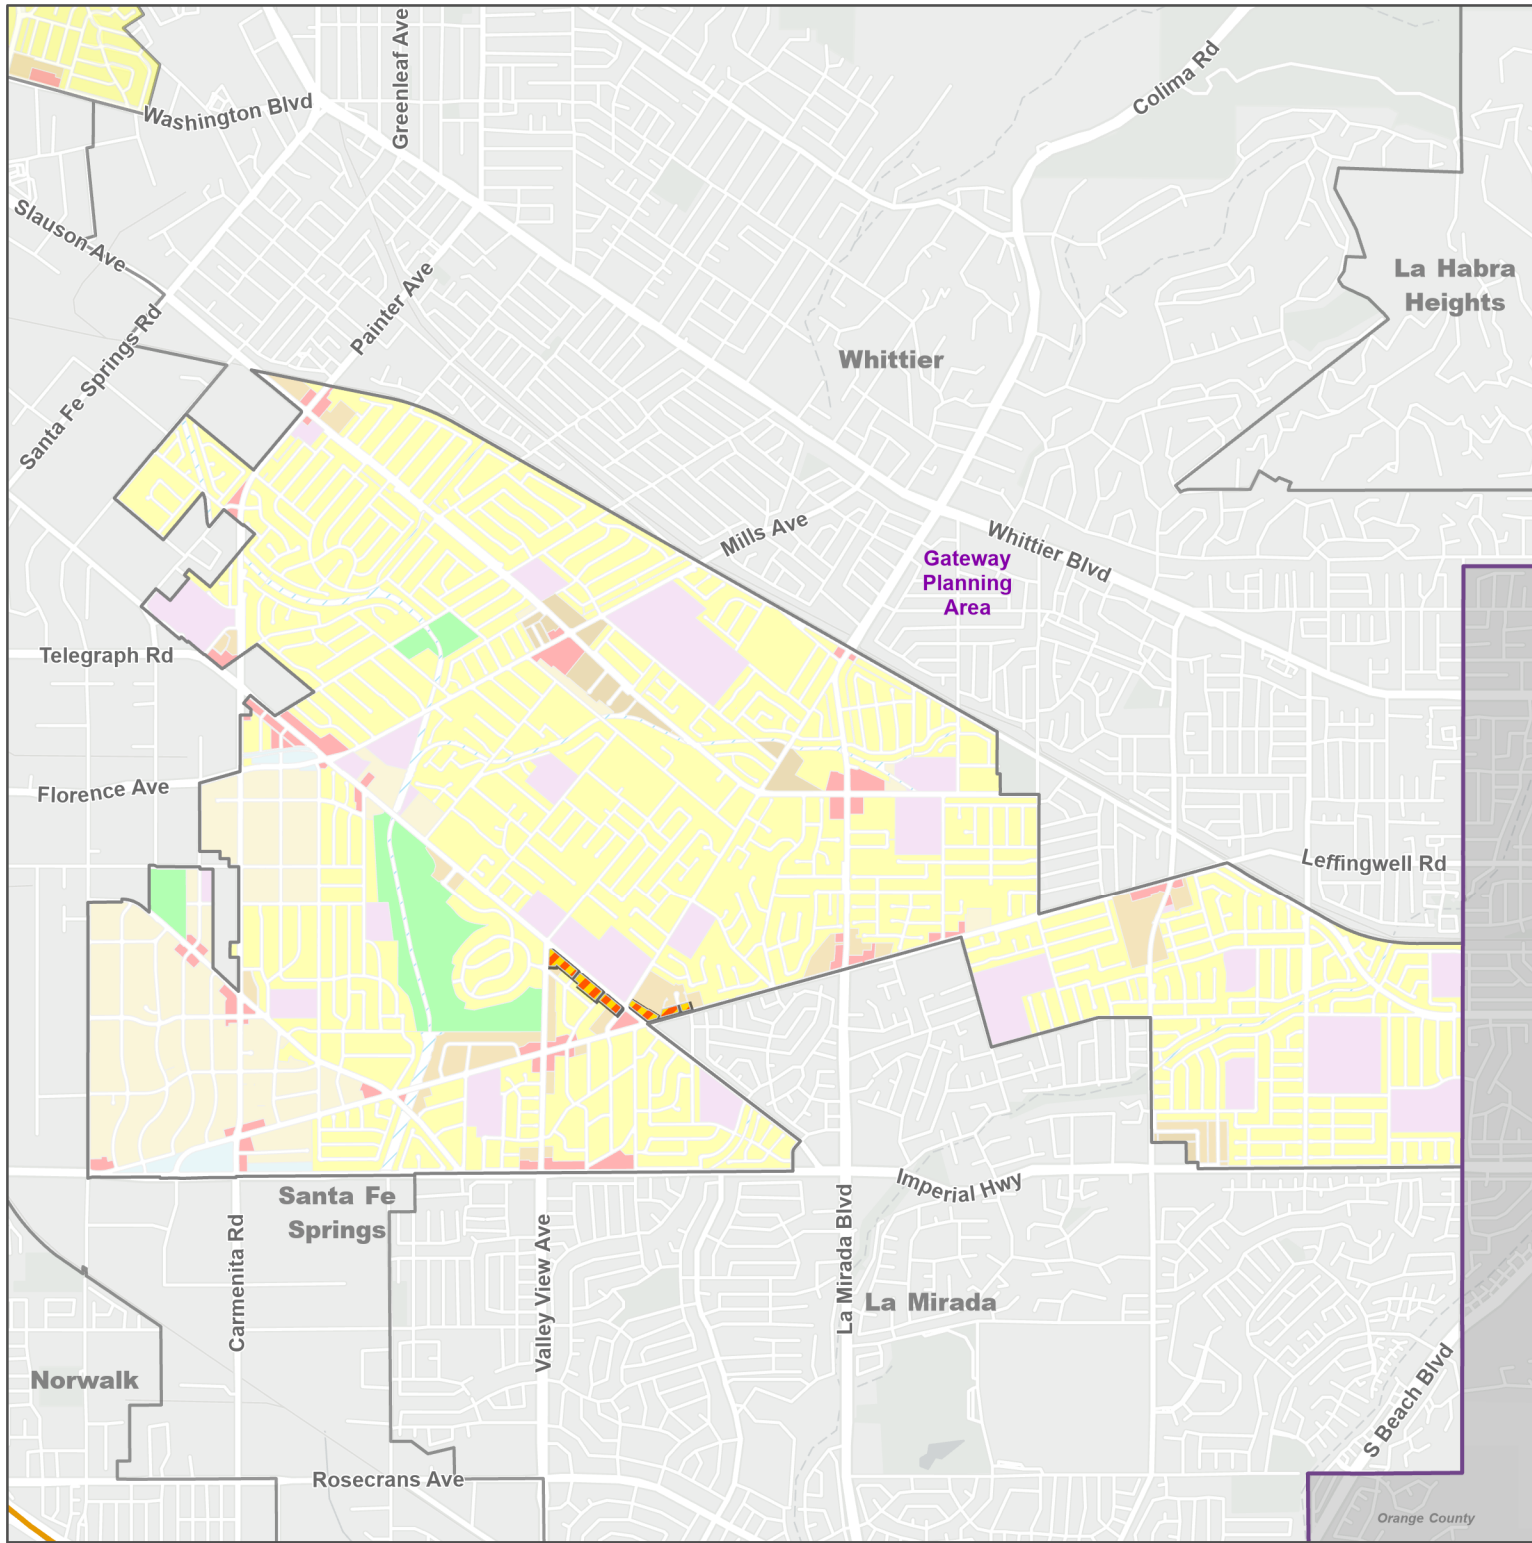 Greenleaf Ave
Colima Rd
Washington Blvd
Slauson Ave
La Habra
Heights
Painter Ave
Santa Fe Springs Rd
Whittier
Mills Ave
Whittier Blvd
Gateway
Planning
Area
Telegraph Rd
Florence Ave
Leffingwell Rd
Imperial Hwy
Santa Fe
Springs
Carmenita Rd
Valley View Ave
La Mirada Blvd
La Mirada
Norwalk
S Beach Blvd
Rosecrans Ave
Orange County